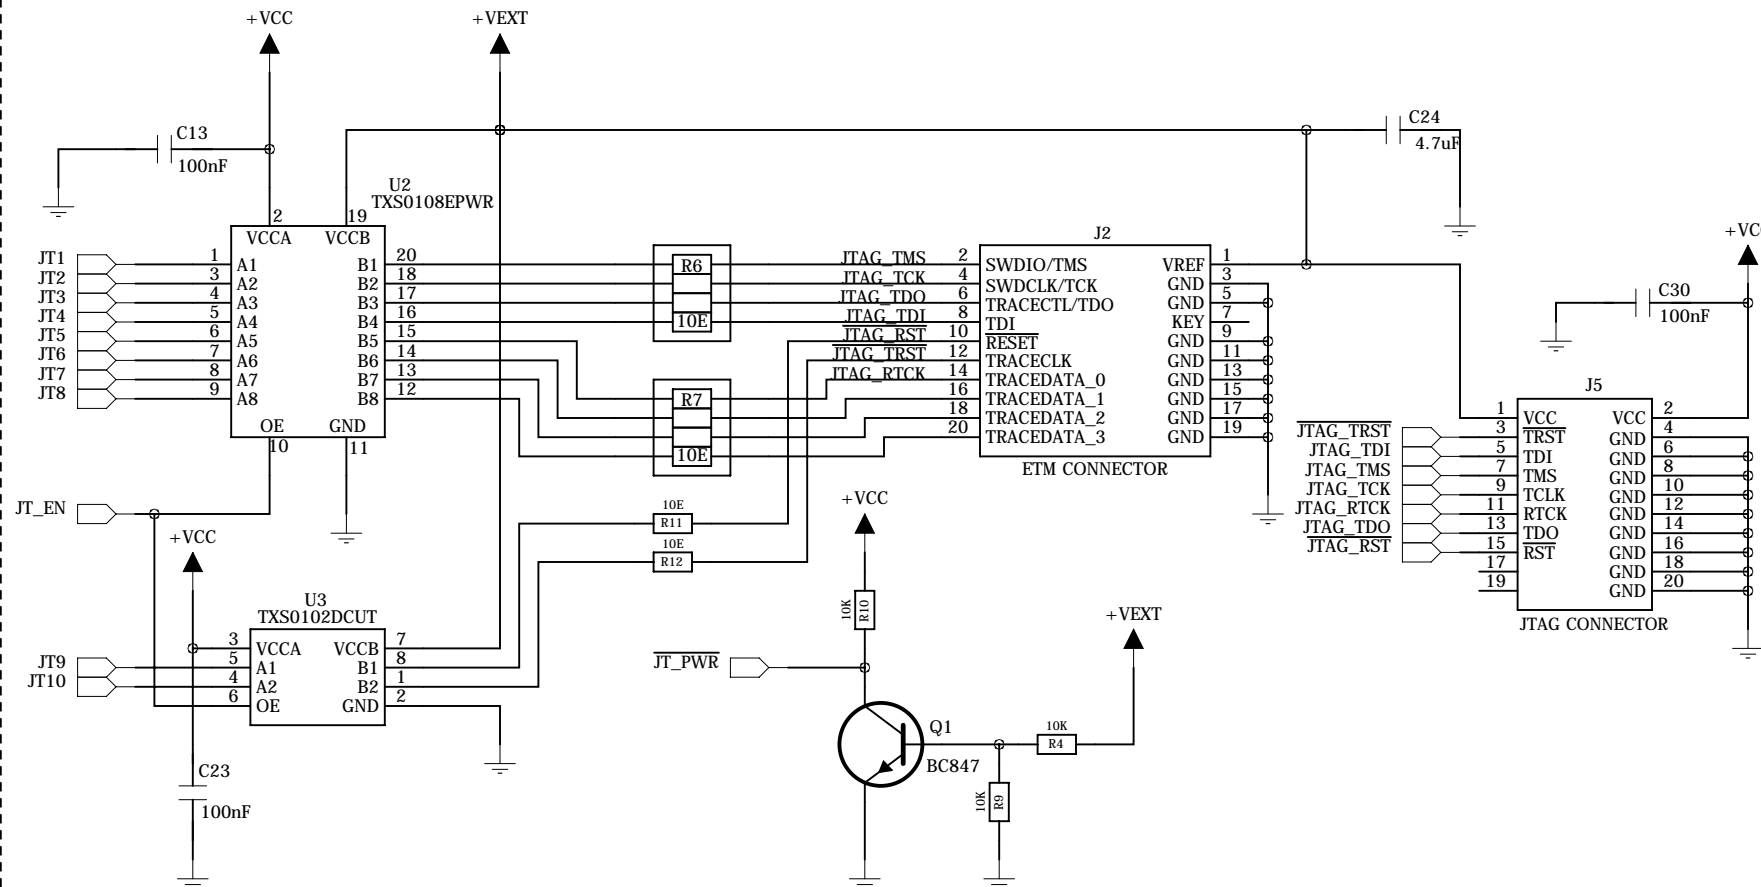 +VCC
+VEXT
C13
100nF
C24
4.7uF
U2
TXS0108EPWR
2
19
VCCA
VCCB
JT1
1
A1
B1
20
JT2
3
A2
B2
18
JT3
4
A3
B3
17
JT4
5
A4
B4
16
JT5
6
A5
B5
15
JT6
7
A6
B6
14
JT7
8
A7
B7
13
JT8
9
A8
B8
12
OE
GND
10
11
R6
10E
R7
10E
JTAG_TMS
JTAG_TCK
JTAG_TDO
JTAG_TDI
JTAG_RST
JTAG_TRST
JTAG_RTCK
J2
2
SWDIO/TMS
VREF
1
4
SWDCLK/TCK
GND
3
6
TRACECTL/TDO
GND
5
8
TDI
KEY
7
10
RESET
GND
9
12
TRACECLK
GND
11
14
TRACEDATA_0
GND
13
16
TRACEDATA_1
GND
15
18
TRACEDATA_2
GND
17
20
TRACEDATA_3
GND
19
ETM CONNECTOR
+VC
C30
100nF
J5
1
VCC
VCC
2
JTAG_TRST
3
TRST
GND
4
JTAG_TDI
5
TDI
GND
6
JTAG_TMS
7
TMS
GND
8
JTAG_TCK
9
TCLK
GND
10
JTAG_RTCK
11
RTCK
GND
12
JTAG_TDO
13
TDO
GND
14
JTAG_RST
15
RST
GND
16
17
GND
18
19
GND
20
JTAG CONNECTOR
JT_EN
+VCC
10E
R11
10E
R12
U3
TXS0102DCUT
3
VCCA
VCCB
7
JT9
5
A1
B1
8
JT10
4
A2
B2
1
6
OE
GND
2
C23
100nF
+VCC
10K
R10
JT_PWR
+VEXT
Q1
BC847
10K
R4
10K
R9